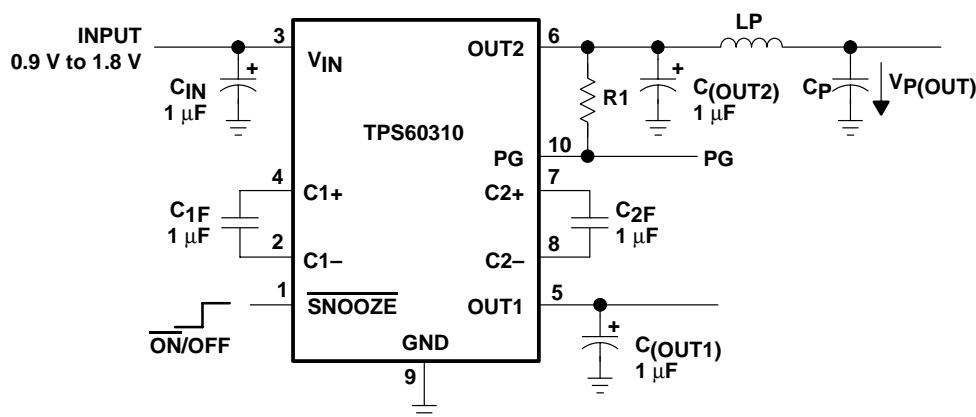 INPUT
0.9 V to 1.8 V
CIN
1 μF
3
VIN
OUT2
6
R1
C(OUT2)
1 μF
LP
CP
VP(OUT)
TPS60310
PG
10
PG
C1F
1 μF
4
C1+
2
C1–
C2+
7
C2–
8
C2F
1 μF
1
SNOOZE
ON/OFF
OUT1
5
C(OUT1)
1 μF
GND
9
+
+
+